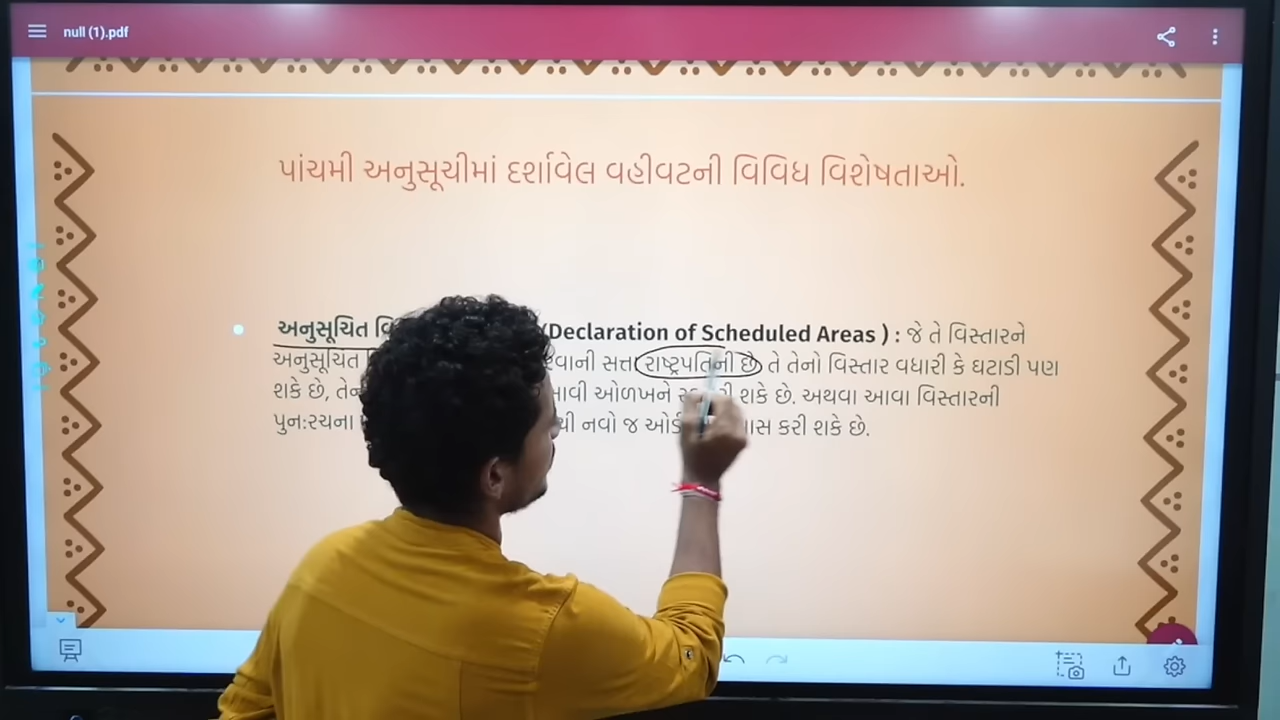 null (1).pdf
પાંચમી અનુસૂચીમાં દર્શાવેલ વહીવટની વિવિધ વિશેષતાઓ.
અનુસૂચિત (Declaration of Scheduled Areas ) : જે તે વિસ્તારને
અનુસૂચિત સત્તા રાષ્ટ્રપતિની છે તે તેનો વિસ્તાર વધારી કે ઘટાડી પણ
શકે છે, ઓળખને શકે છે. અથવા આવા વિસ્તારની
પુન:રચના નવો જ કરી શકે છે.